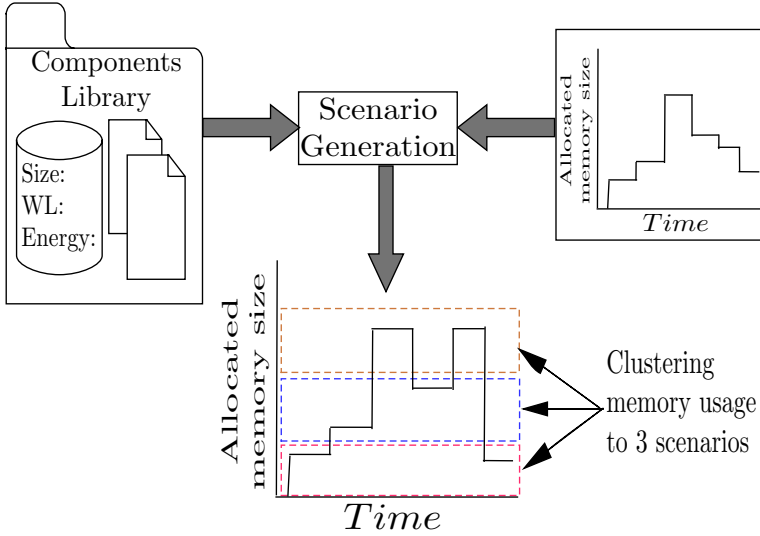 Components
Library
Size:
WL:
Energy:
Scenario
Generation
Allocated
memory size
Time
Allocated
memory size
Time
Clustering
memory usage
to 3 scenarios